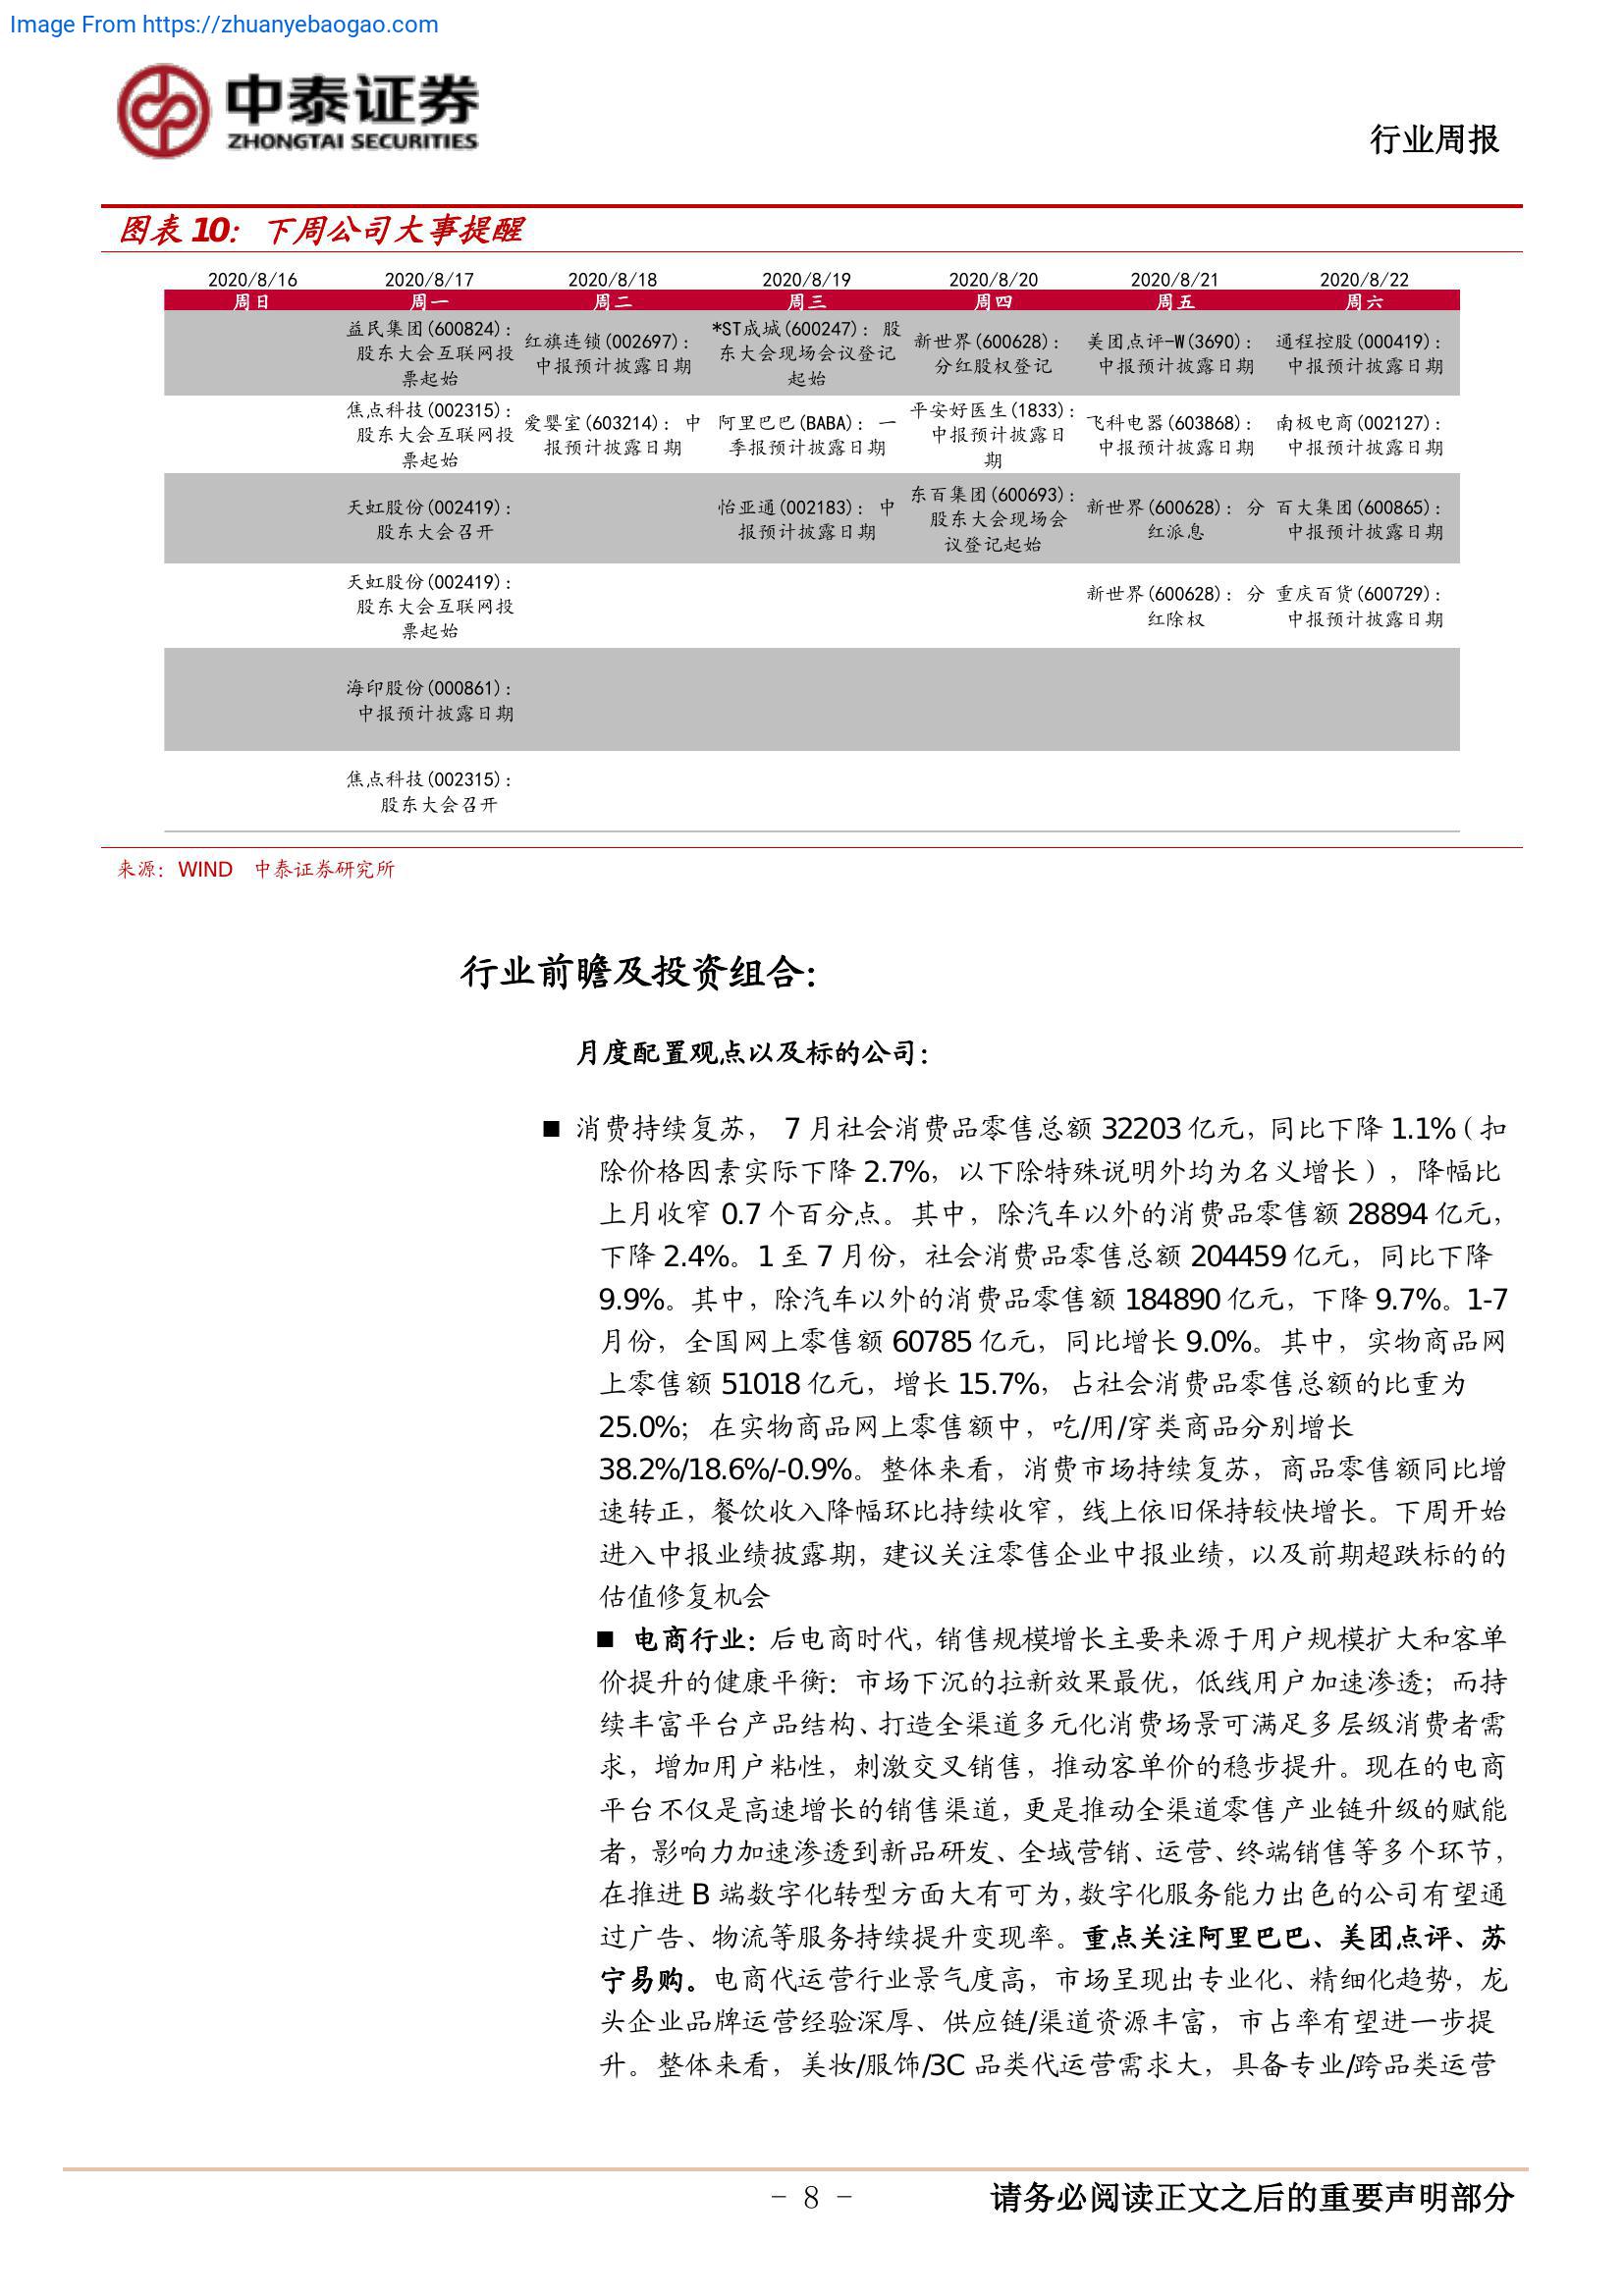 Image From https://zhuanyebaogao.com
中泰证券
ZHONGTAI SECURITIES
行业周报
图表 10：下周公司大事提醒
2020/8/16 2020/8/17 2020/8/18 2020/8/19 2020/8/20 2020/8/21 2020/8/22
周日 周一 周二 周三 周四 周五 周六
益民集团(600824)：
股东大会互联网投
票起始
红旗连锁(002697)：
中报预计披露日期
*ST成城(600247)：股
东大会现场会议登记
起始
新世界(600628)：
分红股权登记
美团点评-W(3690)：
中报预计披露日期
通程控股(000419)：
中报预计披露日期
焦点科技(002315)：
股东大会互联网投
票起始
爱婴室(603214)：中
报预计披露日期
阿里巴巴(BABA)：一
季报预计披露日期
平安好医生(1833)：
中报预计披露日
期
飞科电器(603868)：
中报预计披露日期
南极电商(002127)：
中报预计披露日期
天虹股份(002419)：
股东大会召开
怡亚通(002183)：中
报预计披露日期
东百集团(600693)：
股东大会现场会
议登记起始
新世界(600628)：分
红派息
百大集团(600865)：
中报预计披露日期
天虹股份(002419)：
股东大会互联网投
票起始
新世界(600628)：分
红除权
重庆百货(600729)：
中报预计披露日期
海印股份(000861)：
中报预计披露日期
焦点科技(002315)：
股东大会召开
来源：WIND 中泰证券研究所
行业前瞻及投资组合：
月度配置观点以及标的公司：
■ 消费持续复苏， 7 月社会消费品零售总额 32203 亿元，同比下降 1.1%（扣
除价格因素实际下降 2.7%，以下除特殊说明外均为名义增长），降幅比
上月收窄 0.7 个百分点。其中，除汽车以外的消费品零售额 28894 亿元，
下降 2.4%。1 至 7 月份，社会消费品零售总额 204459 亿元，同比下降
9.9%。其中，除汽车以外的消费品零售额 184890 亿元，下降 9.7%。1-7
月份，全国网上零售额 60785 亿元，同比增长 9.0%。其中，实物商品网
上零售额 51018 亿元，增长 15.7%，占社会消费品零售总额的比重为
25.0%；在实物商品网上零售额中，吃/用/穿类商品分别增长
38.2%/18.6%/-0.9%。整体来看，消费市场持续复苏，商品零售额同比增
速转正，餐饮收入降幅环比持续收窄，线上依旧保持较快增长。下周开始
进入中报业绩披露期，建议关注零售企业中报业绩，以及前期超跌标的的
估值修复机会
■ 电商行业：后电商时代，销售规模增长主要来源于用户规模扩大和客单
价提升的健康平衡：市场下沉的拉新效果最优，低线用户加速渗透；而持
续丰富平台产品结构、打造全渠道多元化消费场景可满足多层级消费者需
求，增加用户粘性，刺激交叉销售，推动客单价的稳步提升。现在的电商
平台不仅是高速增长的销售渠道，更是推动全渠道零售产业链升级的赋能
者，影响力加速渗透到新品研发、全域营销、运营、终端销售等多个环节，
在推进 B 端数字化转型方面大有可为，数字化服务能力出色的公司有望通
过广告、物流等服务持续提升变现率。重点关注阿里巴巴、美团点评、苏
宁易购。电商代运营行业景气度高，市场呈现出专业化、精细化趋势，龙
头企业品牌运营经验深厚、供应链/渠道资源丰富，市占率有望进一步提
升。整体来看，美妆/服饰/3C 品类代运营需求大，具备专业/跨品类运营
- 8 -
请务必阅读正文之后的重要声明部分